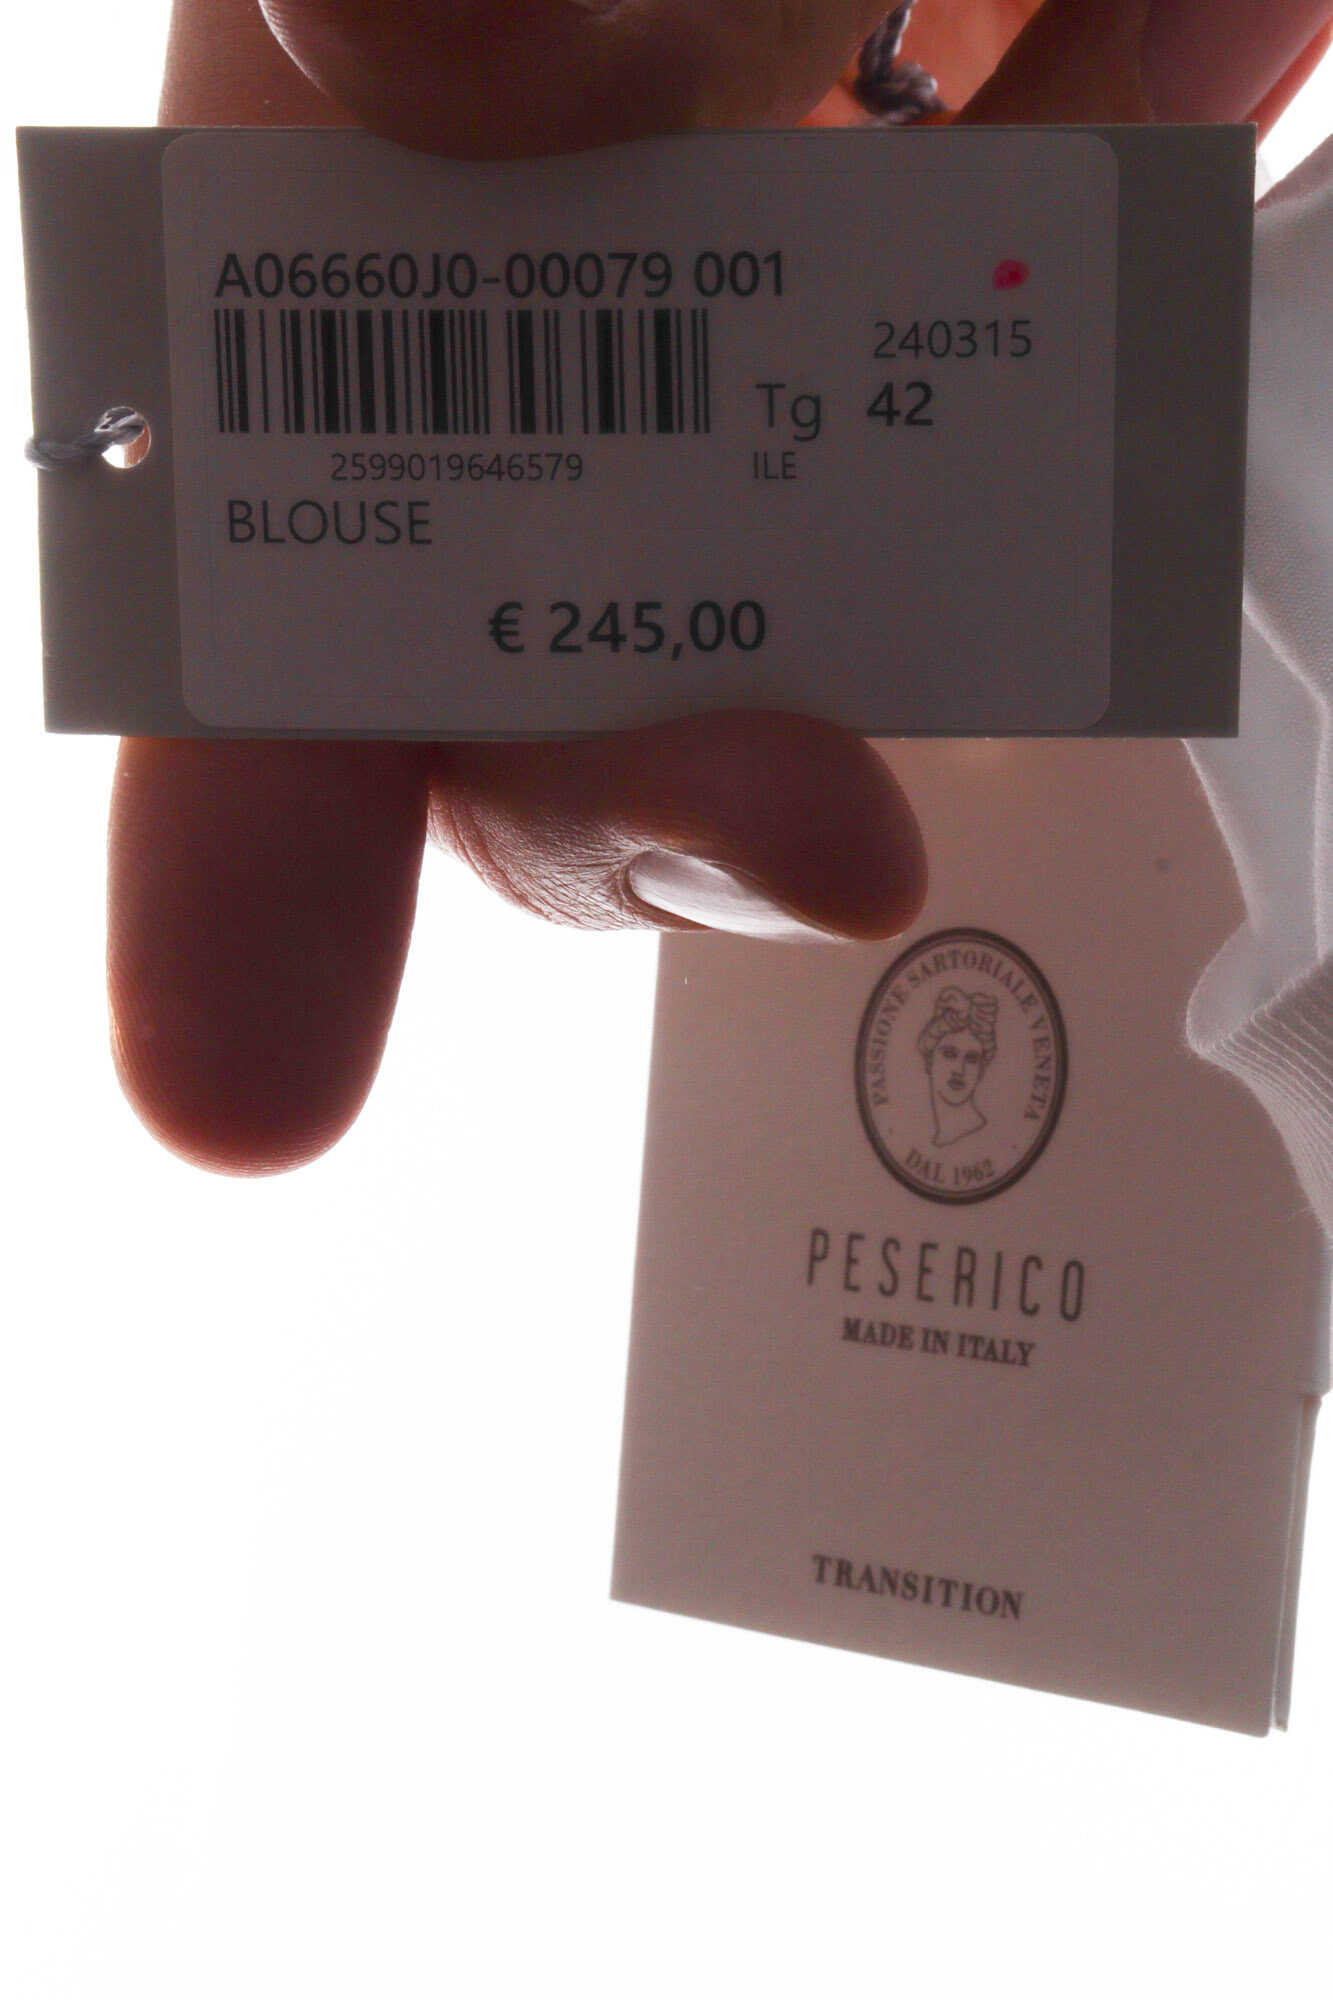 A06660J0-00079 001
240315
Tg 42
2599019646579
ILE
BLOUSE
€ 245,00
PASSIONE SARTORIALE VENETA
· DAL 1962 ·
PESERICO
MADE IN ITALY
TRANSITION